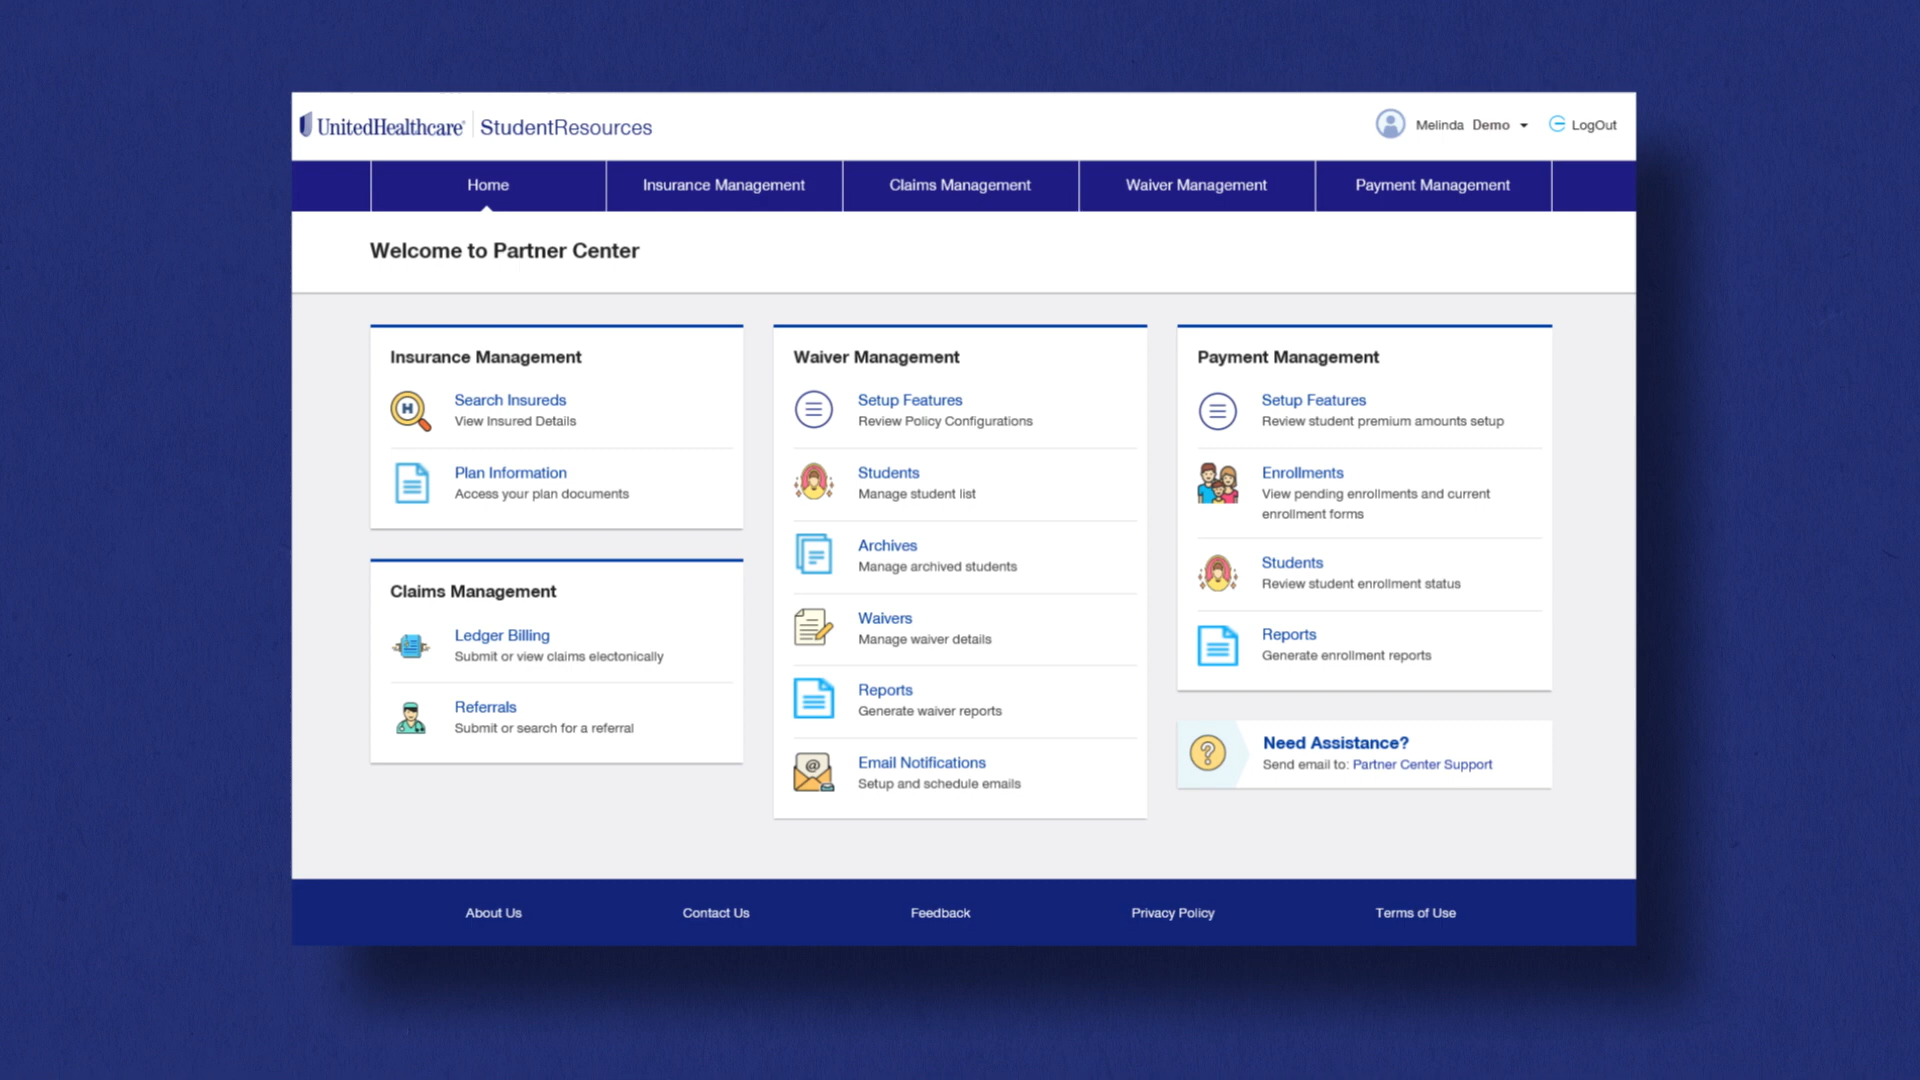 UnitedHealthcare® StudentResources
Melinda Demo LogOut
Home Insurance Management Claims Management Waiver Management Payment Management
Welcome to Partner Center
Insurance Management
Search Insureds
View Insured Details
Plan Information
Access your plan documents
Claims Management
Ledger Billing
Submit or view claims electonically
Referrals
Submit or search for a referral
Waiver Management
Setup Features
Review Policy Configurations
Students
Manage student list
Archives
Manage archived students
Waivers
Manage waiver details
Reports
Generate waiver reports
Email Notifications
Setup and schedule emails
Payment Management
Setup Features
Review student premium amounts setup
Enrollments
View pending enrollments and current
enrollment forms
Students
Review student enrollment status
Reports
Generate enrollment reports
Need Assistance?
Send email to: Partner Center Support
About Us Contact Us Feedback Privacy Policy Terms of Use